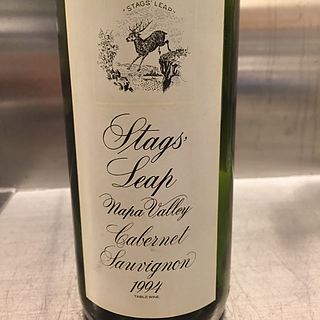 "STAGS' LEAP"
Stags'
Leap
Napa Valley
Cabernet
Sauvignon
1994
TABLE WINE